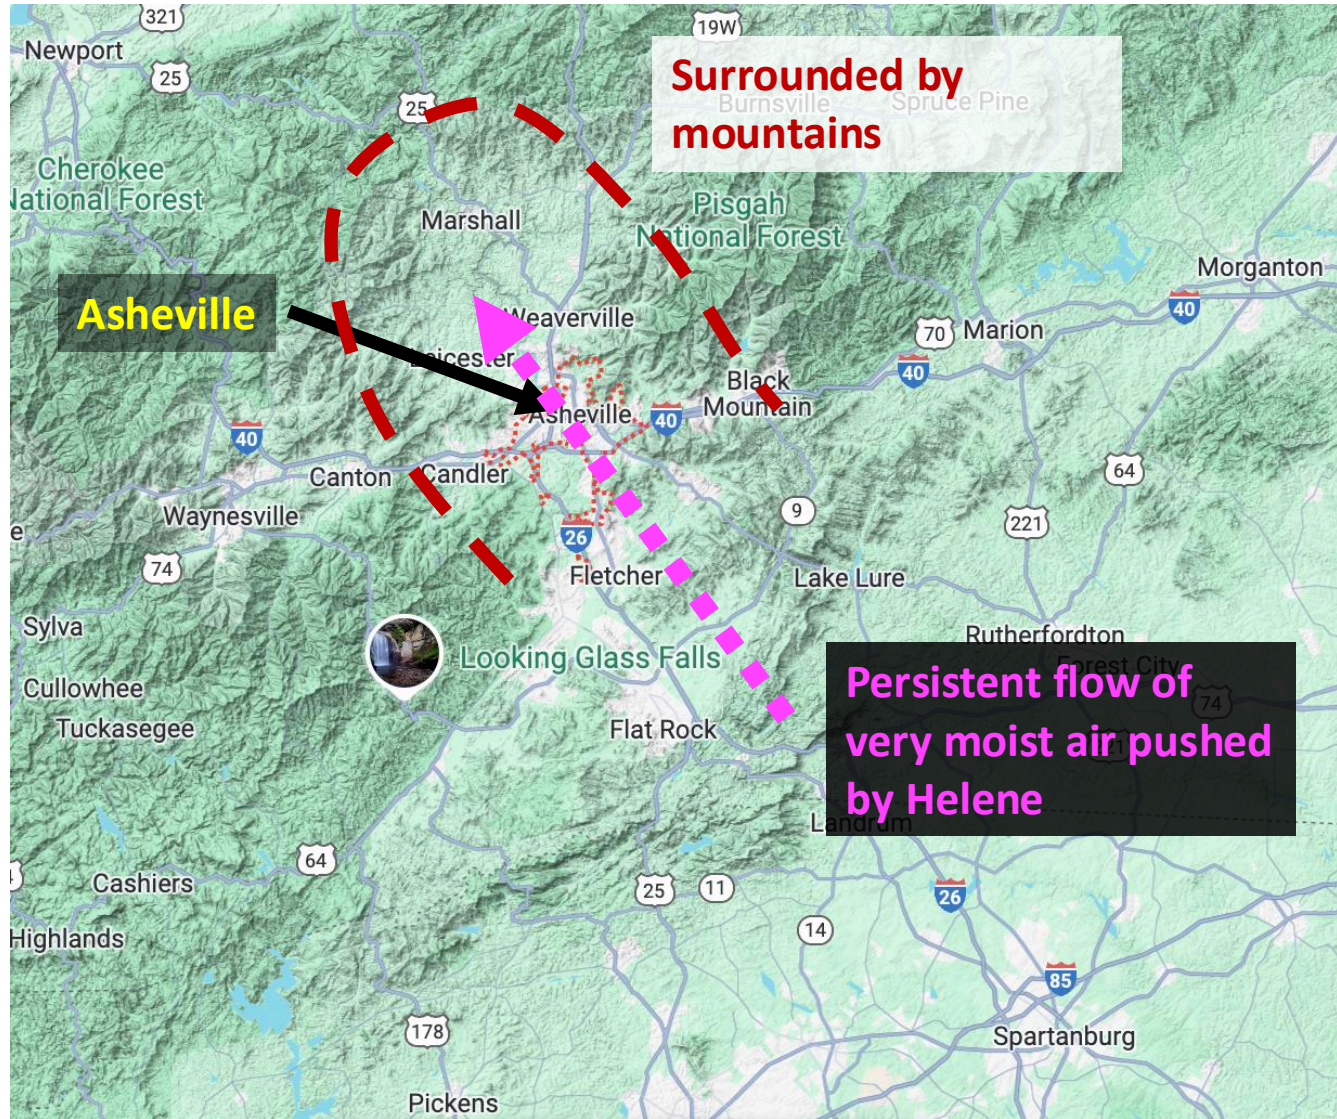 321
19W
Newport
25
Surrounded by
mountains
Burnsville
Spruce Pine
25
Cherokee
National Forest
Marshall
Pisgah
National Forest
Morganton
Asheville
Weaverville
40
70
Marion
Leicester
40
Black
Mountain
Asheville
40
40
Canton
Candler
64
Waynesville
9
221
e
26
74
Fletcher
Lake Lure
Sylva
Rutherfordton
Looking Glass Falls
Forest City
Persistent flow of
very moist air pushed
by Helene
74
Cullowhee
Tuckasegee
Flat Rock
Landrum
64
Cashiers
25
11
26
14
Highlands
85
178
Spartanburg
Pickens